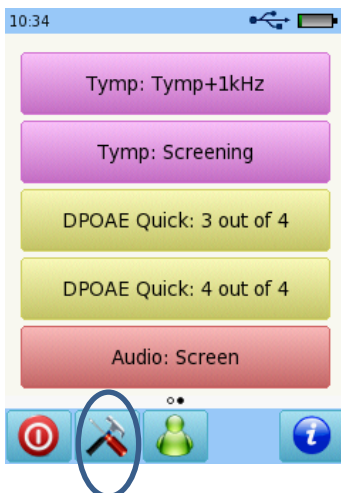 10:34
Tymp: Tymp+1kHz
Tymp: Screening
DPOAE Quick: 3 out of 4
DPOAE Quick: 4 out of 4
Audio: Screen
i